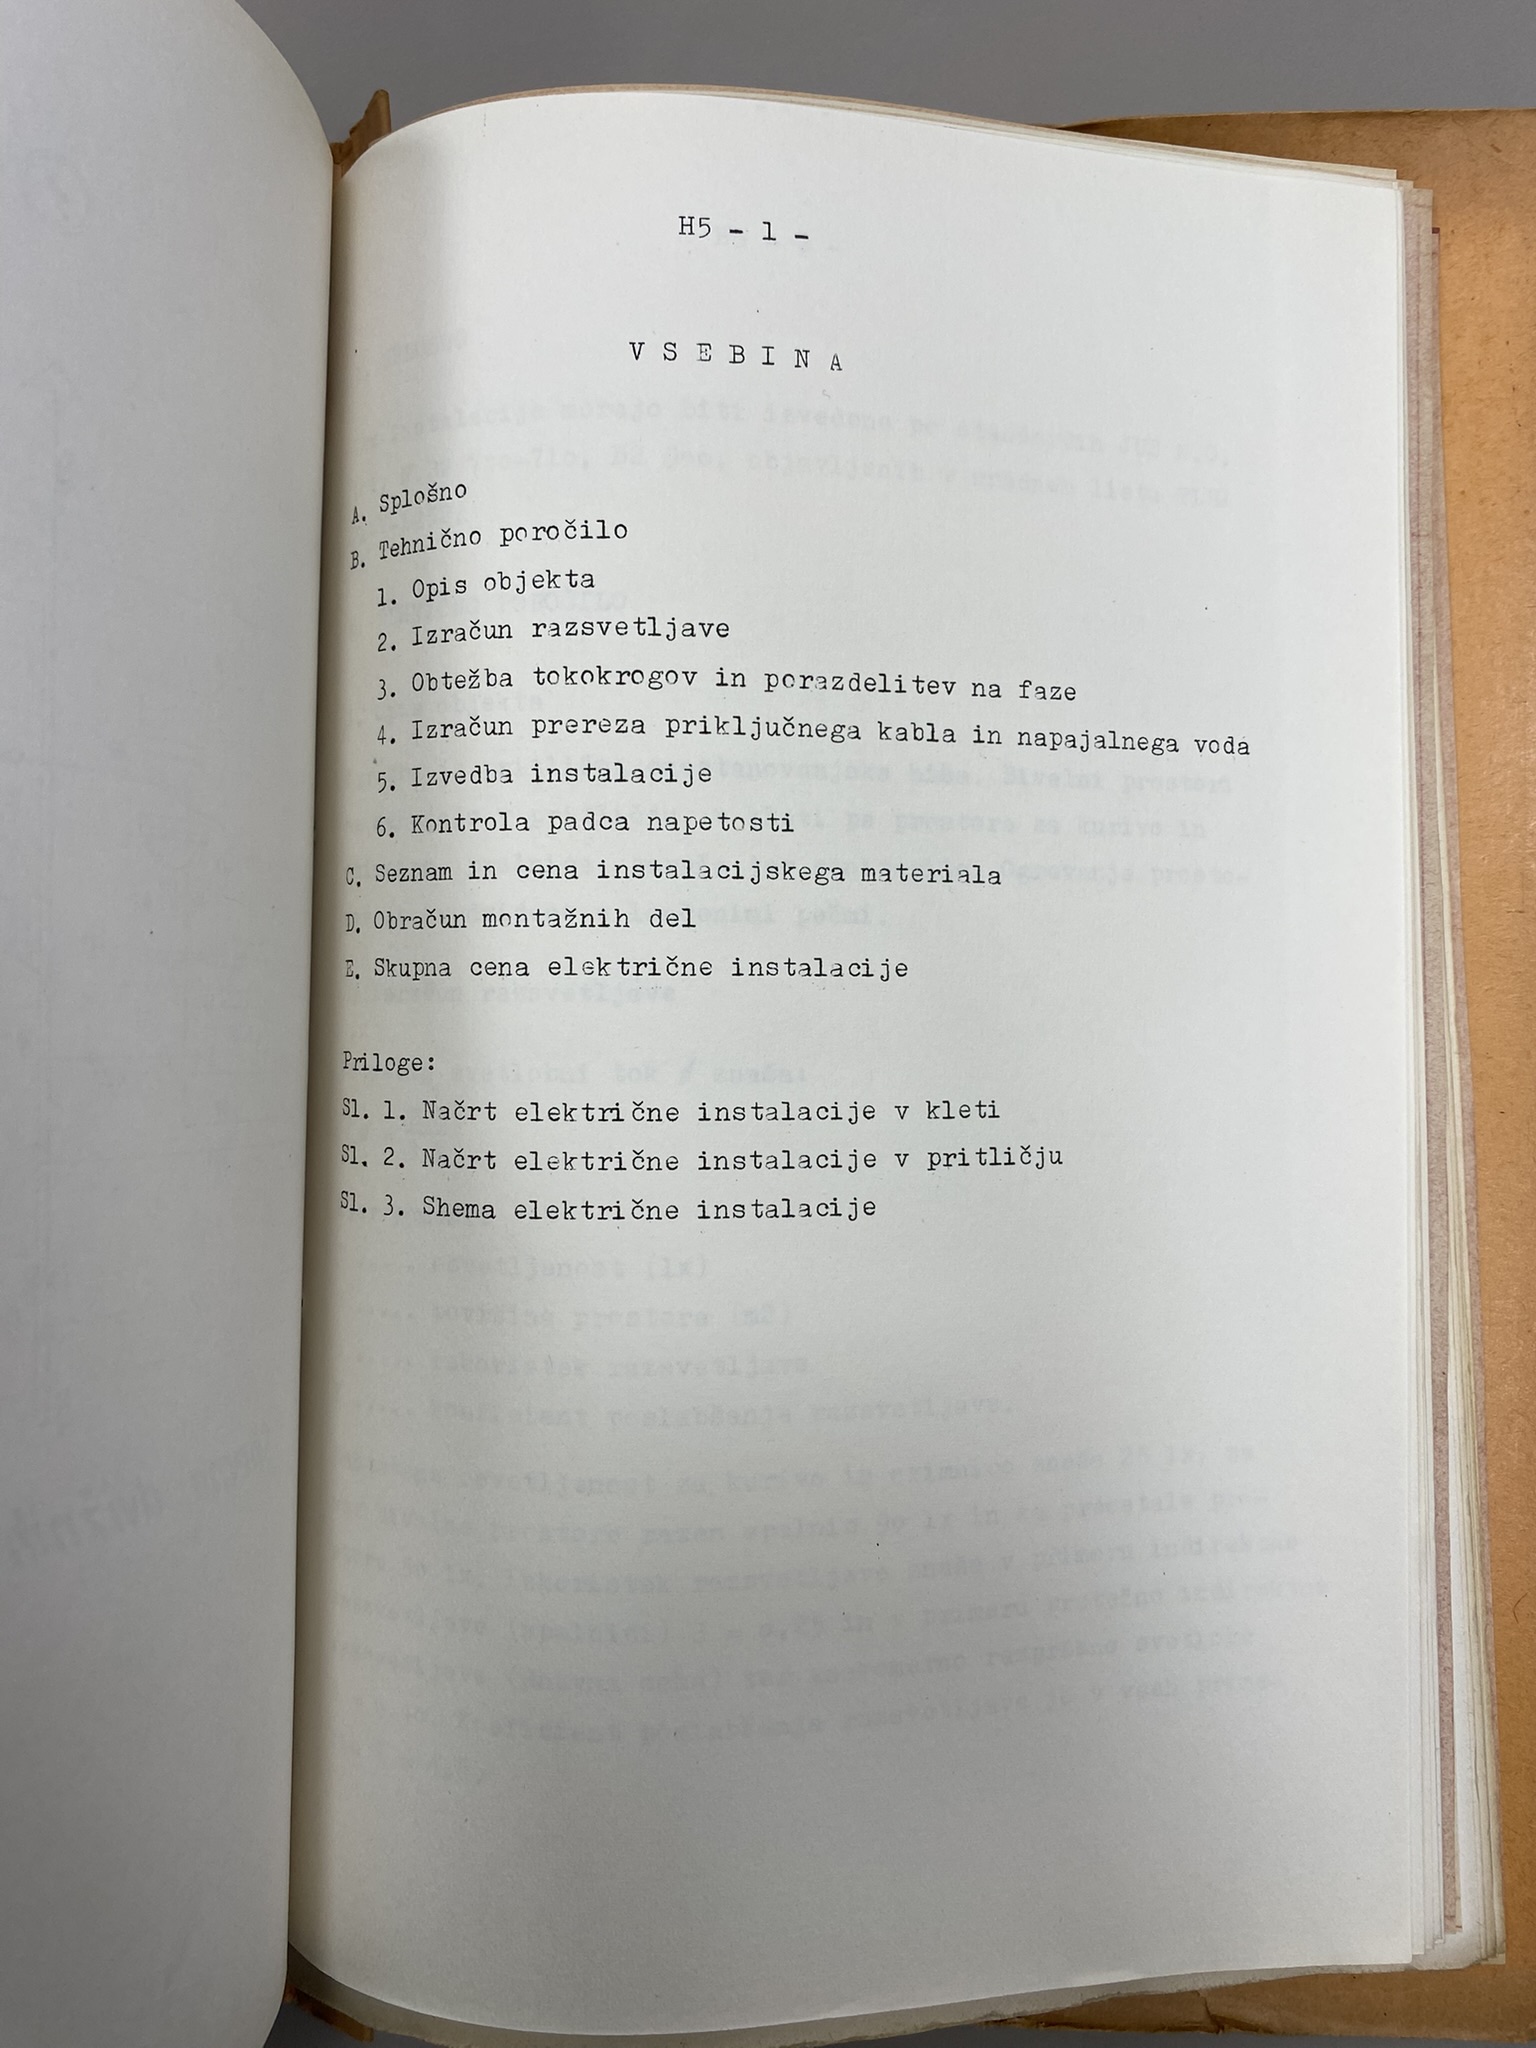 H5 - 1 -
V S E B I N A
A. Splošno
B. Tehnično poročilo
1. Opis objekta
2. Izračun razsvetljave
3. Obtežba tokokrogov in porazdelitev na faze
4. Izračun prereza priključnega kabla in napajalnega voda
5. Izvedba instalacije
6. Kontrola padca napetosti
C. Seznam in cena instalacijskega materiala
D. Obračun montažnih del
E. Skupna cena električne instalacije
Priloge:
Sl. 1. Načrt električne instalacije v kleti
Sl. 2. Načrt električne instalacije v pritličju
Sl. 3. Shema električne instalacije